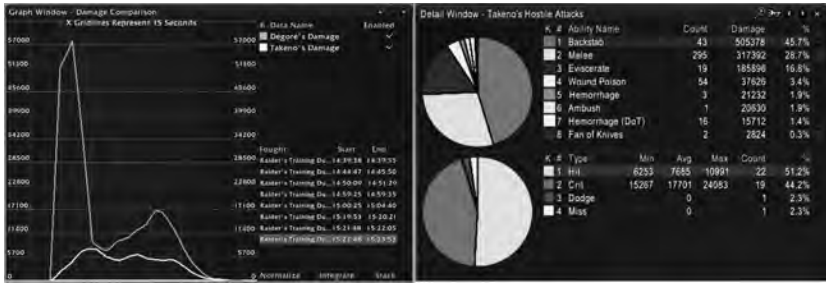 Graph Window - Damage Comparison
X Gridlines Represent 15 Seconds
K Data Name Enabled
Degore's Damage
Takeno's Damage
57000 57000
51300 51300
45600 45600
39900 39900
34200 34200
28500 28500
22800 22800
17100 17100
11400 11400
5700 5700
0 0
Fought: Start End
Raider's Training Du... 14:39:38 14:39:55
Raider's Training Du... 14:44:47 14:45:50
Raider's Training Du... 14:50:09 14:51:20
Raider's Training Du... 14:59:25 14:59:35
Raider's Training Du... 15:00:25 15:04:40
Raider's Training Du... 15:19:53 15:20:21
Raider's Training Du... 15:21:08 15:22:05
Raider's Training Du... 15:22:48 15:23:53
Normalize Integrate Stack
Detail Window - Takeno's Hostile Attacks
K # Ability Name Count Damage %
1 Backstab 43 505378 45.7%
2 Melee 295 317392 28.7%
3 Eviscerate 19 185896 16.8%
4 Wound Poison 54 37626 3.4%
5 Hemorrhage 3 21232 1.9%
6 Ambush 1 20630 1.9%
7 Hemorrhage (DoT) 16 15712 1.4%
8 Fan of Knives 2 2824 0.3%
K # Type Min Avg Max Count %
1 Hit 6253 7685 10991 22 51.2%
2 Crit 15267 17701 24083 19 44.2%
3 Dodge 0 1 2.3%
4 Miss 0 1 2.3%